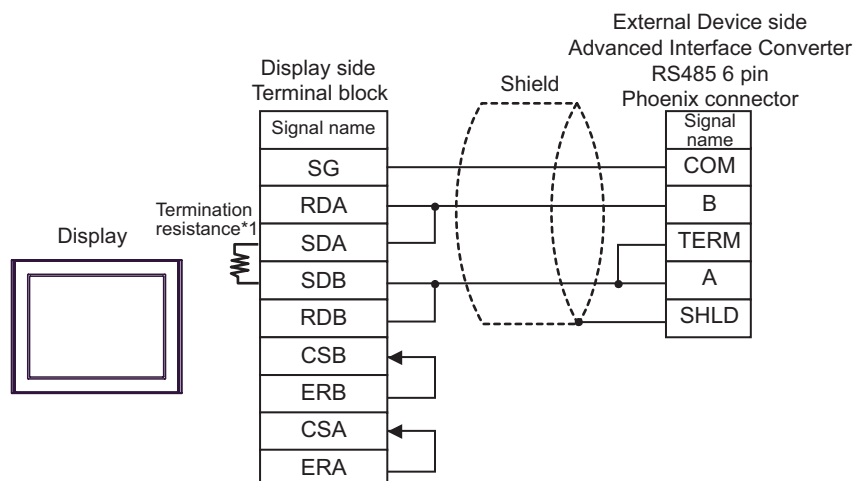 External Device side
Advanced Interface Converter
RS485 6 pin
Phoenix connector
Display side
Terminal block
Shield
Signal name
Signal
name
SG
COM
RDA
B
Termination
resistance*1
SDA
TERM
Display
SDB
A
RDB
SHLD
CSB
ERB
CSA
ERA